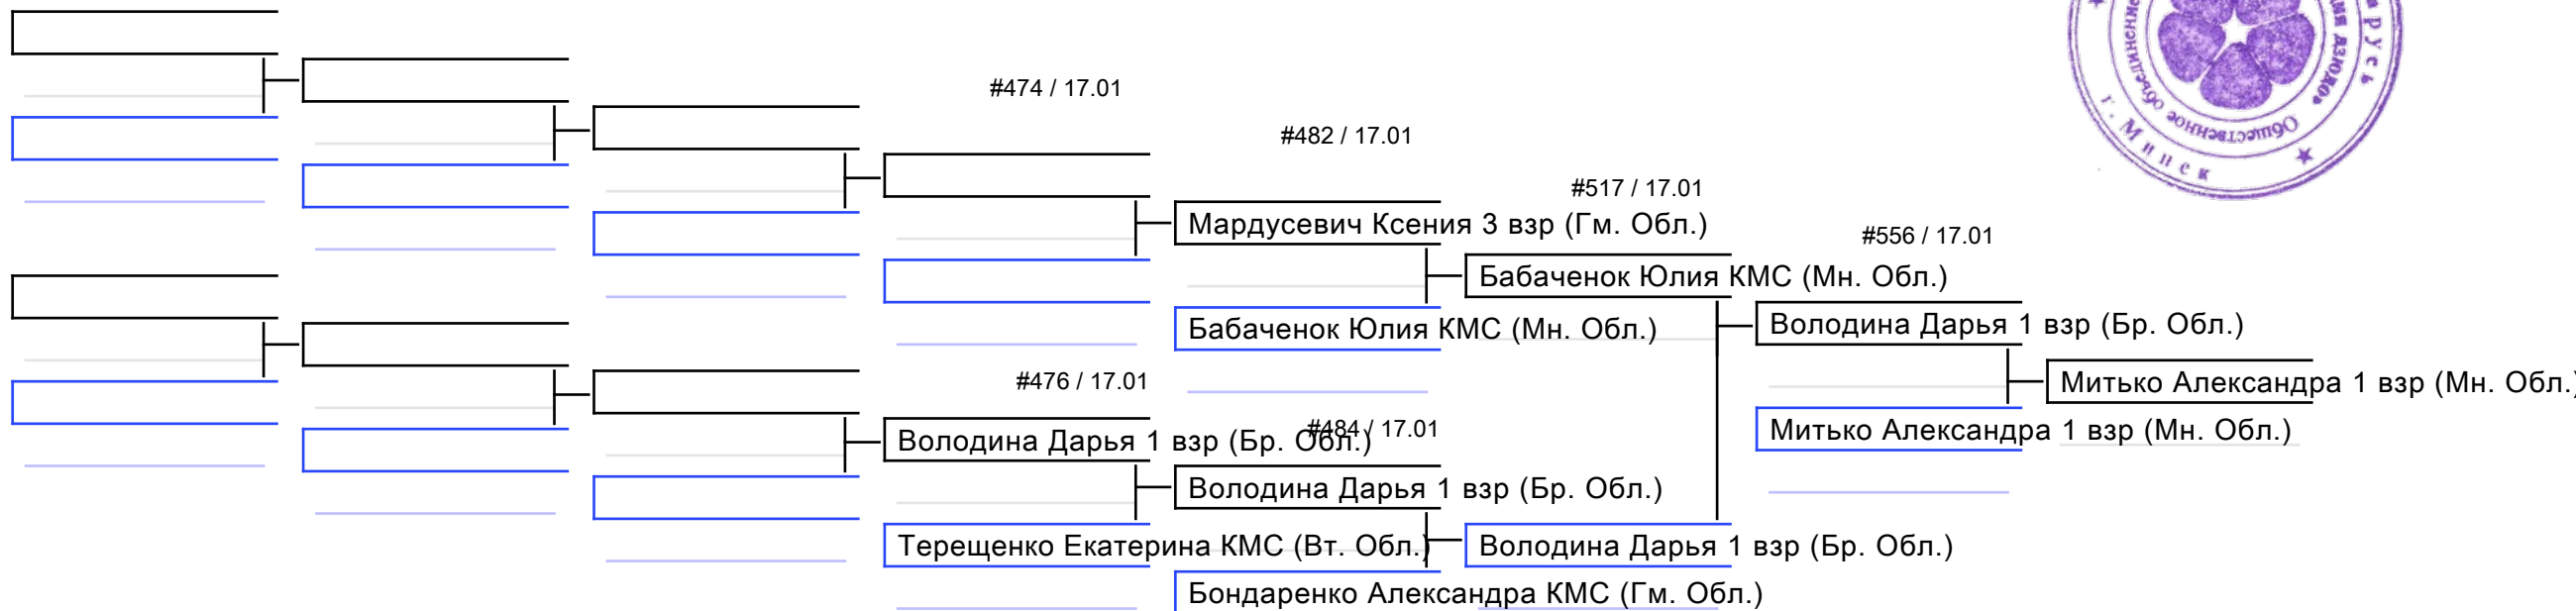 #474 / 17.01
#482 / 17.01
#517 / 17.01
Мардусевич Ксения 3 взр (Гм. Обл.)
#556 / 17.01
Бабаченок Юлия КМС (Мн. Обл.)
Бабаченок Юлия КМС (Мн. Обл.)
Володина Дарья 1 взр (Бр. Обл.)
#476 / 17.01
Митько Александра 1 взр (Мн. Обл.)
#484 / 17.01
Володина Дарья 1 взр (Бр. Обл.)
Митько Александра 1 взр (Мн. Обл.)
Володина Дарья 1 взр (Бр. Обл.)
Терещенко Екатерина КМС (Вт. Обл.)
Володина Дарья 1 взр (Бр. Обл.)
Бондаренко Александра КМС (Гм. Обл.)
г. Минск
Общественное объединение
дзюдо»